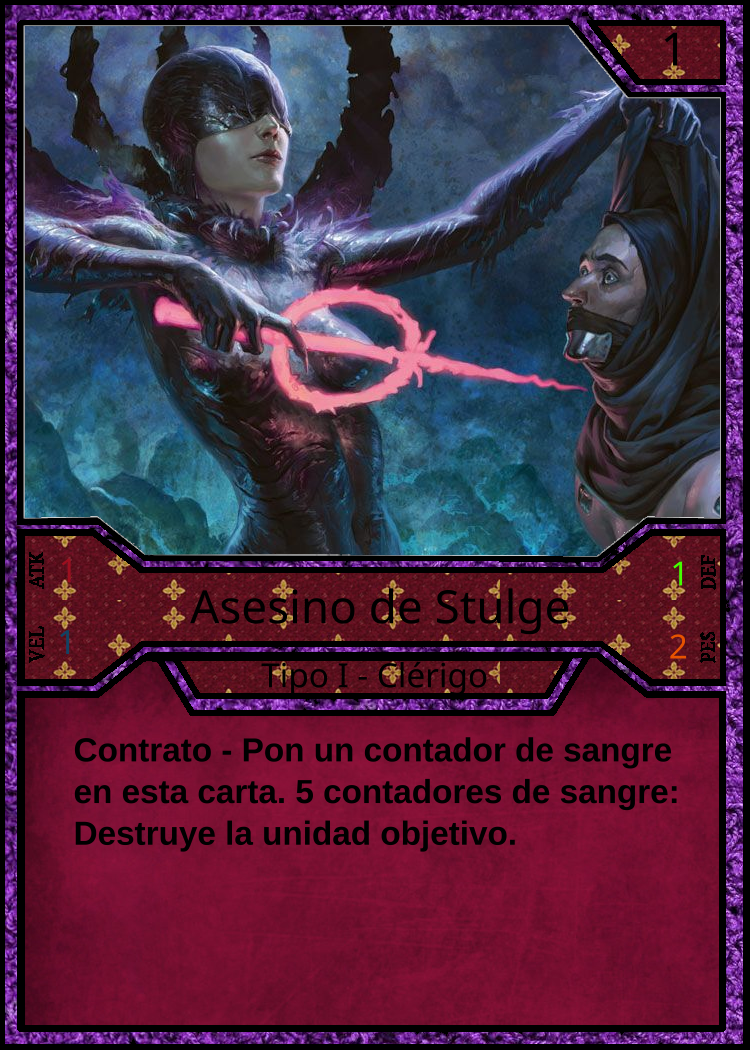 1
ATK 1
1 DEF
Asesino de Stulge
VEL 1
2 PES
Tipo I - Clérigo
Contrato - Pon un contador de sangre
en esta carta. 5 contadores de sangre:
Destruye la unidad objetivo.